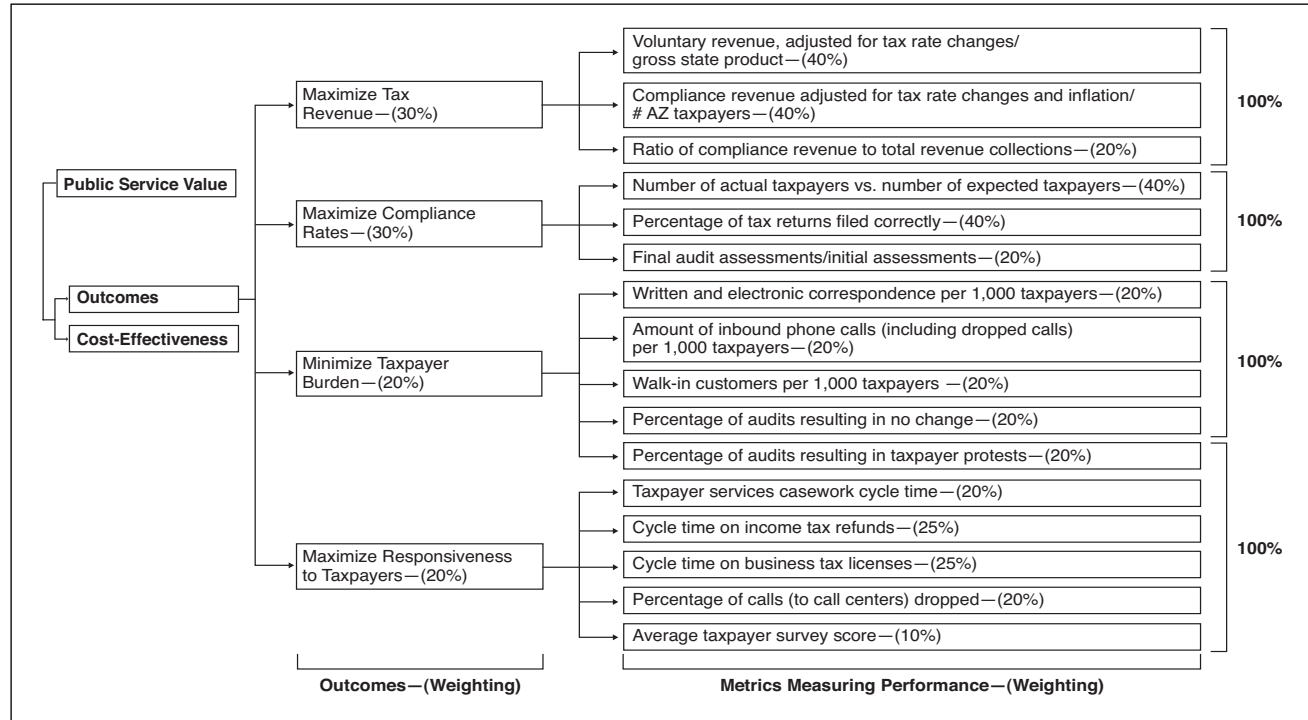 Public Service Value
Outcomes
Cost-Effectiveness
Maximize Tax
Revenue—(30%)
Maximize Compliance
Rates—(30%)
Minimize Taxpayer
Burden—(20%)
Maximize Responsiveness
to Taxpayers—(20%)
Outcomes—(Weighting)
Voluntary revenue, adjusted for tax rate changes/
gross state product—(40%)
Compliance revenue adjusted for tax rate changes and inflation/
# AZ taxpayers—(40%)
Ratio of compliance revenue to total revenue collections—(20%)
100%
Number of actual taxpayers vs. number of expected taxpayers—(40%)
Percentage of tax returns filed correctly—(40%)
Final audit assessments/initial assessments—(20%)
100%
Written and electronic correspondence per 1,000 taxpayers—(20%)
Amount of inbound phone calls (including dropped calls)
per 1,000 taxpayers—(20%)
Walk-in customers per 1,000 taxpayers —(20%)
Percentage of audits resulting in no change—(20%)
100%
Percentage of audits resulting in taxpayer protests—(20%)
Taxpayer services casework cycle time—(20%)
Cycle time on income tax refunds—(25%)
Cycle time on business tax licenses—(25%)
Percentage of calls (to call centers) dropped—(20%)
Average taxpayer survey score—(10%)
100%
Metrics Measuring Performance—(Weighting)